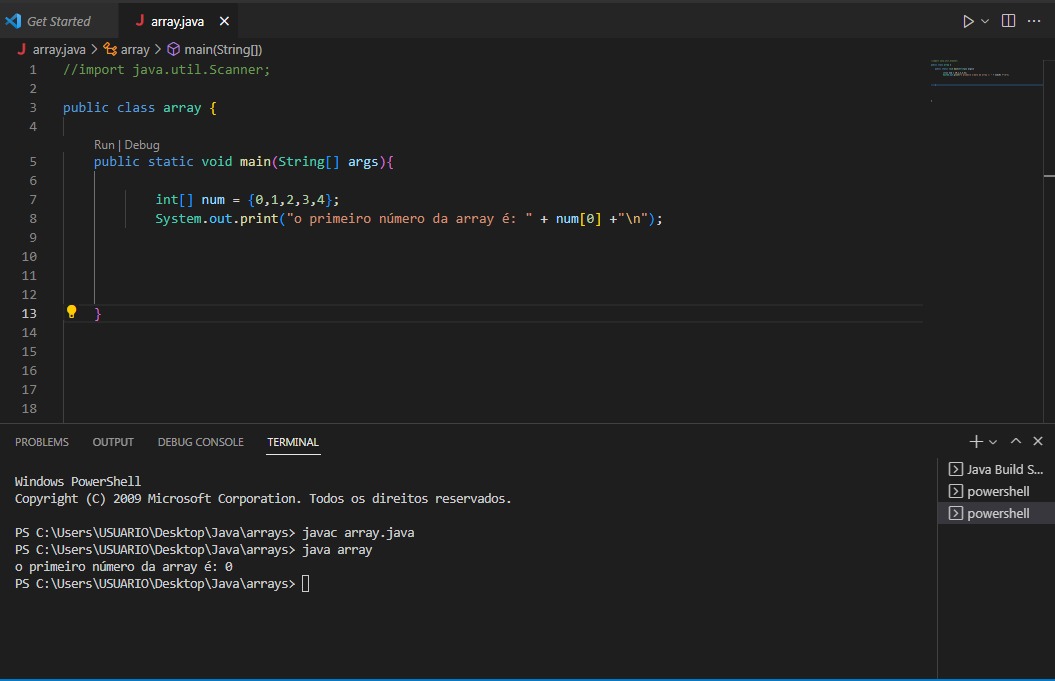 Get Started
array.java
array.java > array > main(String[])
1 //import java.util.Scanner;
2
3 public class array {
4
Run | Debug
5 public static void main(String[] args){
6
7 int[] num = {0,1,2,3,4};
8 System.out.print("o primeiro número da array é: " + num[0] +"\n");
9
10
11
12
13 }
14
15
16
17
18
PROBLEMS OUTPUT DEBUG CONSOLE TERMINAL
Windows PowerShell
Copyright (C) 2009 Microsoft Corporation. Todos os direitos reservados.
PS C:\Users\USUARIO\Desktop\Java\arrays> javac array.java
PS C:\Users\USUARIO\Desktop\Java\arrays> java array
o primeiro número da array é: 0
PS C:\Users\USUARIO\Desktop\Java\arrays>
Java Build S...
powershell
powershell